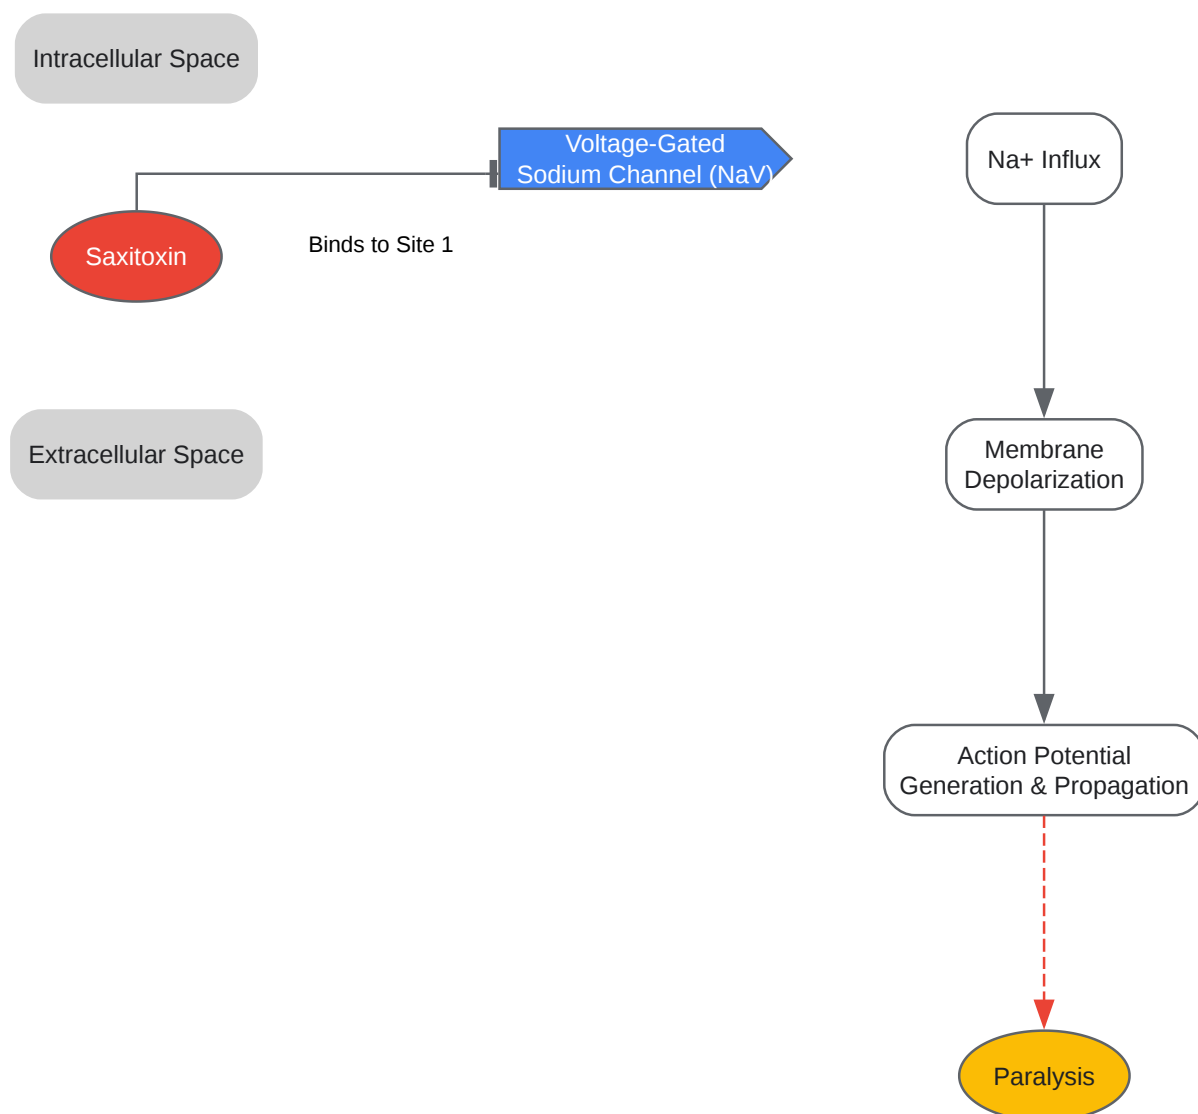 Intracellular Space
Voltage-Gated
Sodium Channel (NaV)
Na+ Influx
Saxitoxin
Binds to Site 1
Extracellular Space
Membrane
Depolarization
Action Potential
Generation & Propagation
Paralysis